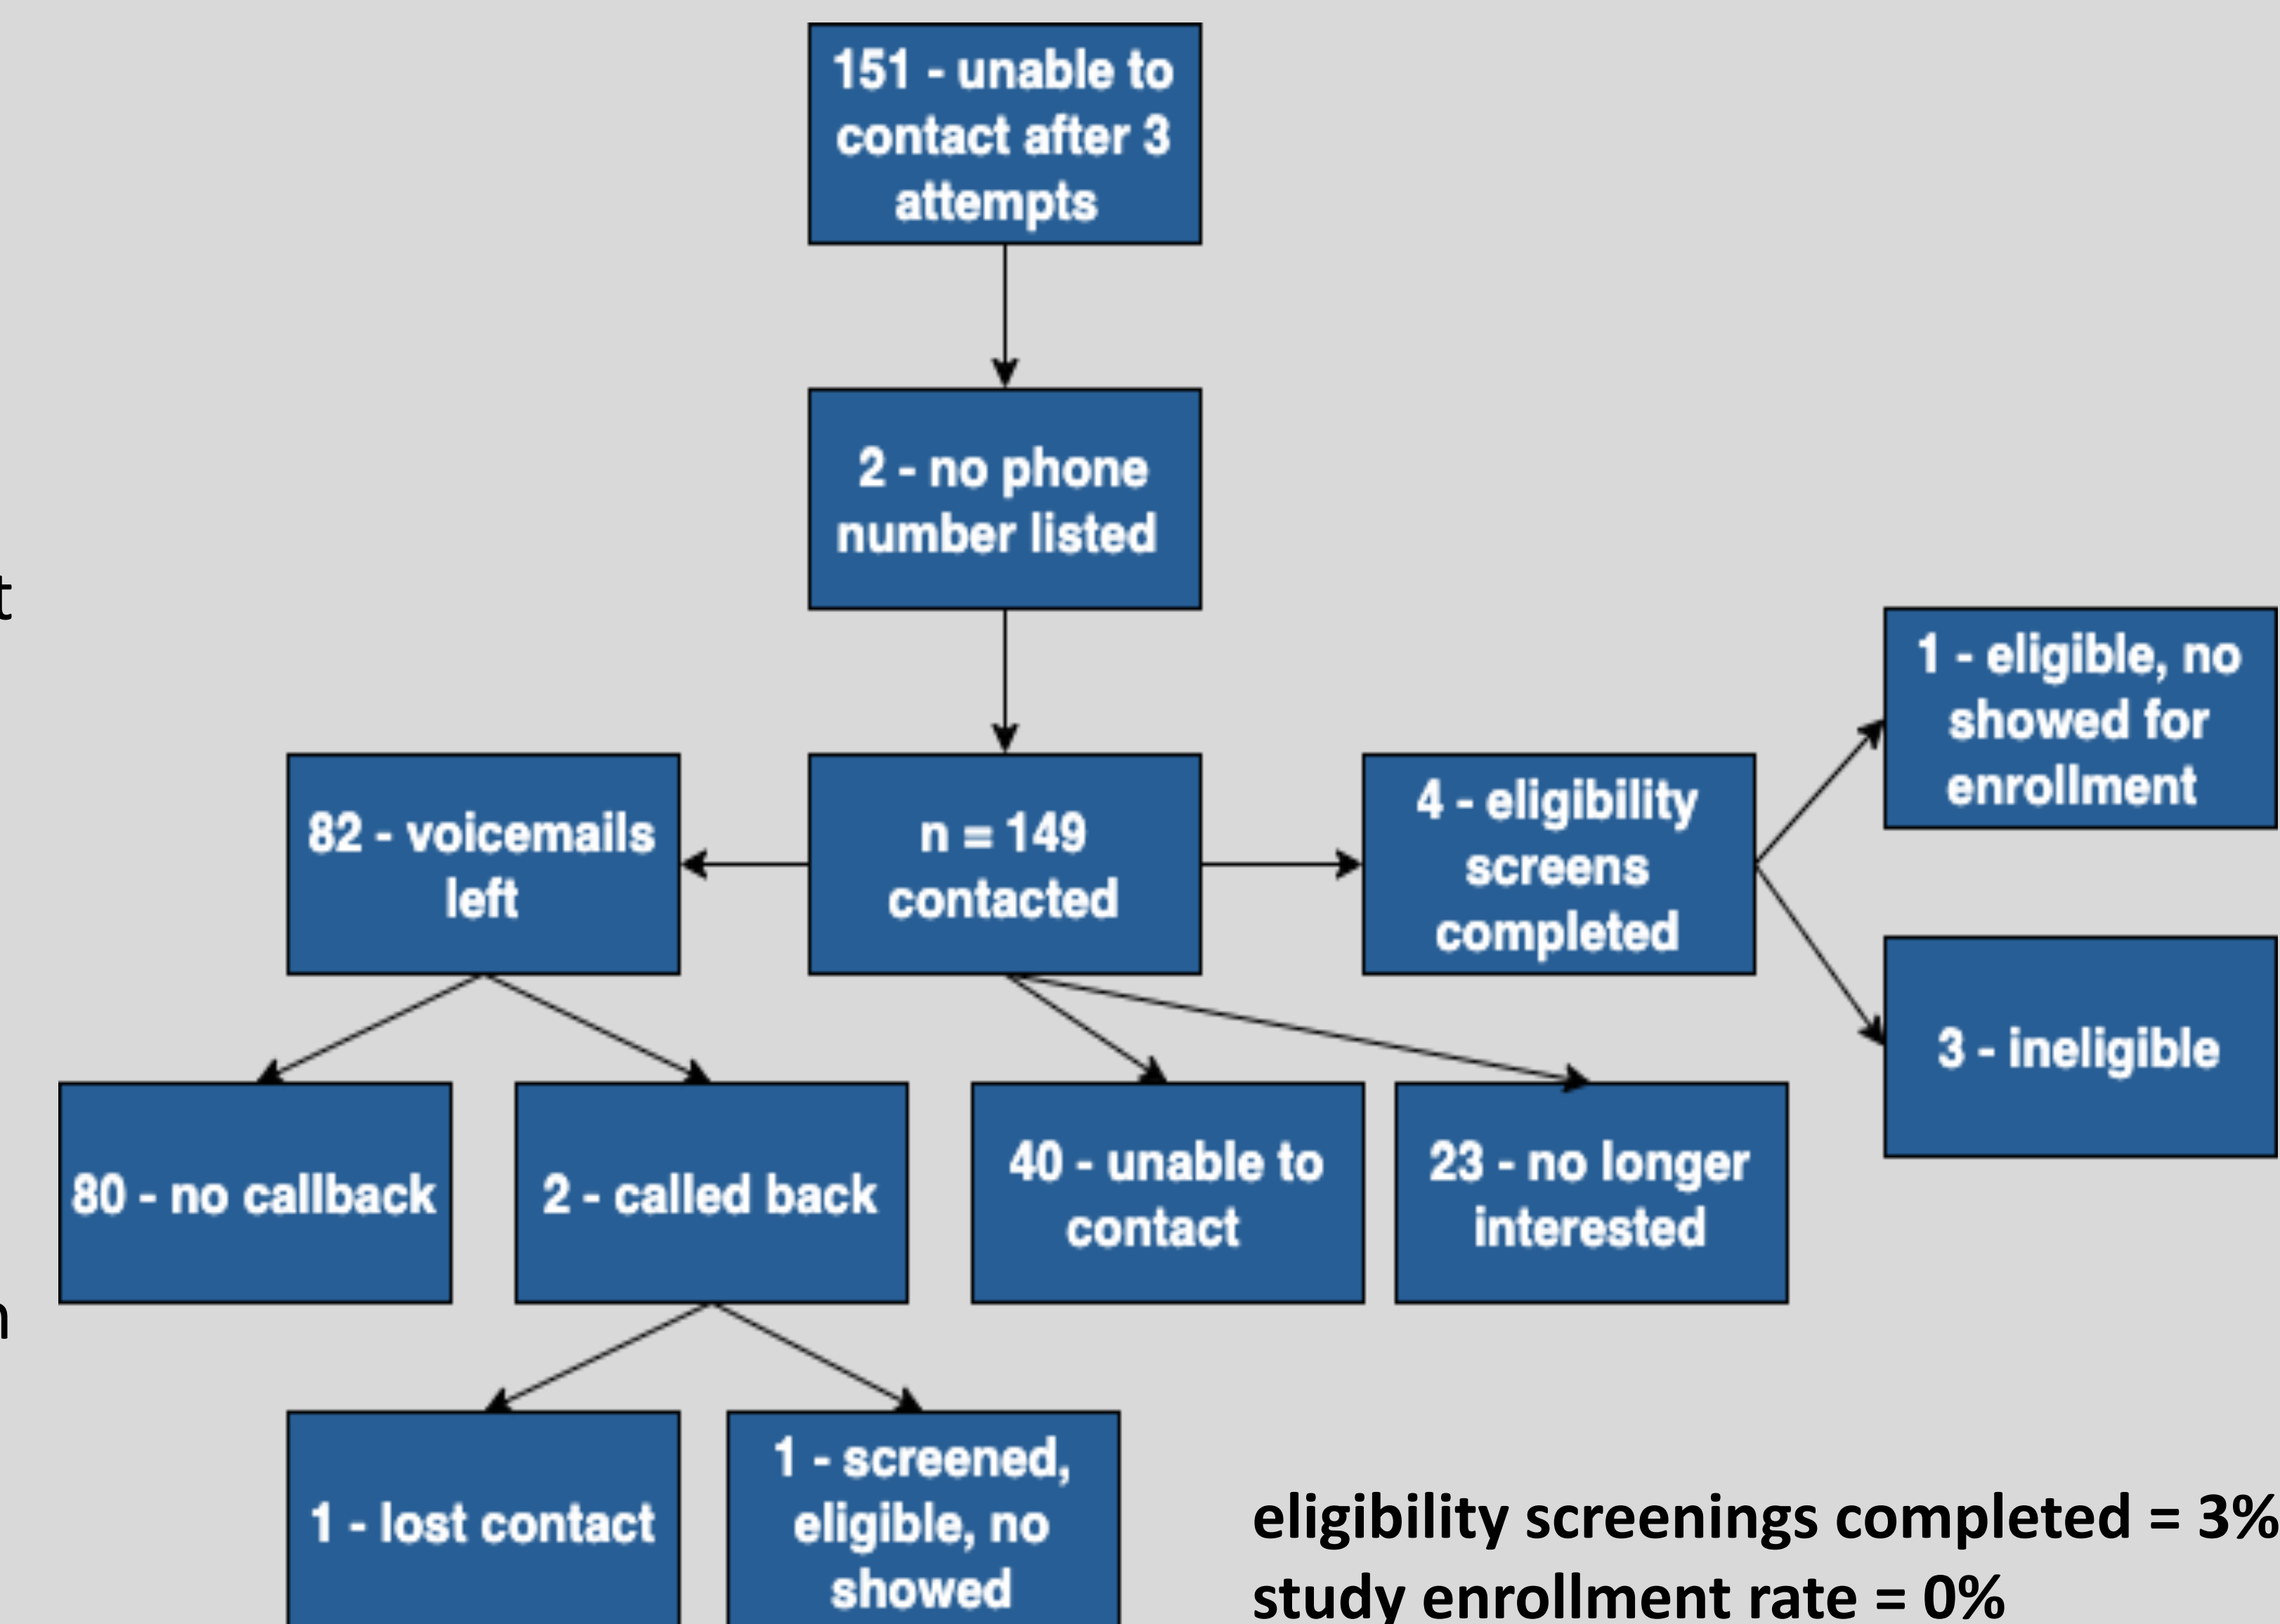 151 - unable to
contact after 3
attempts
2 - no phone
number listed
t
1 - eligible, no
showed for
enrollment
82 - voicemails
left
n = 149
contacted
4 - eligibility
screens
completed
3 - ineligible
80 - no callback
2 - called back
40 - unable to
contact
23 - no longer
interested
n
1 - lost contact
1 - screened,
eligible, no
showed
eligibility screenings completed = 3%
study enrollment rate = 0%